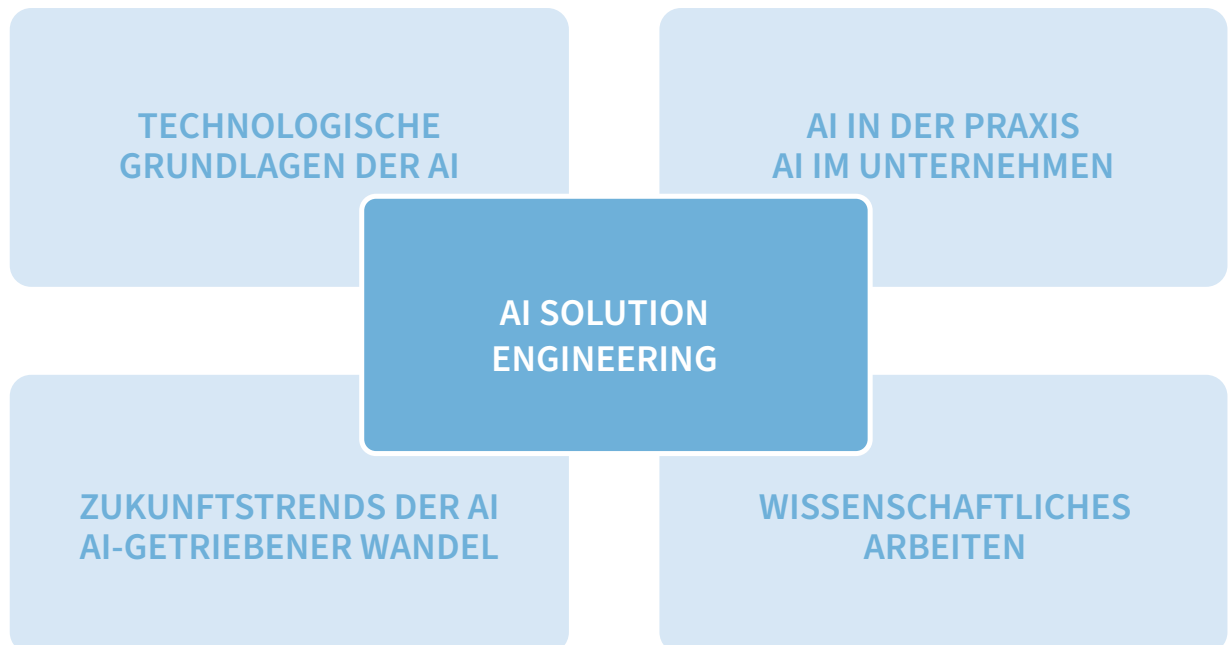 TECHNOLOGISCHE
GRUNDLAGEN DER AI
AI IN DER PRAXIS
AI IM UNTERNEHMEN
AI SOLUTION
ENGINEERING
ZUKUNFTSTRENDS DER AI
AI-GETRIEBENER WANDEL
WISSENSCHAFTLICHES
ARBEITEN